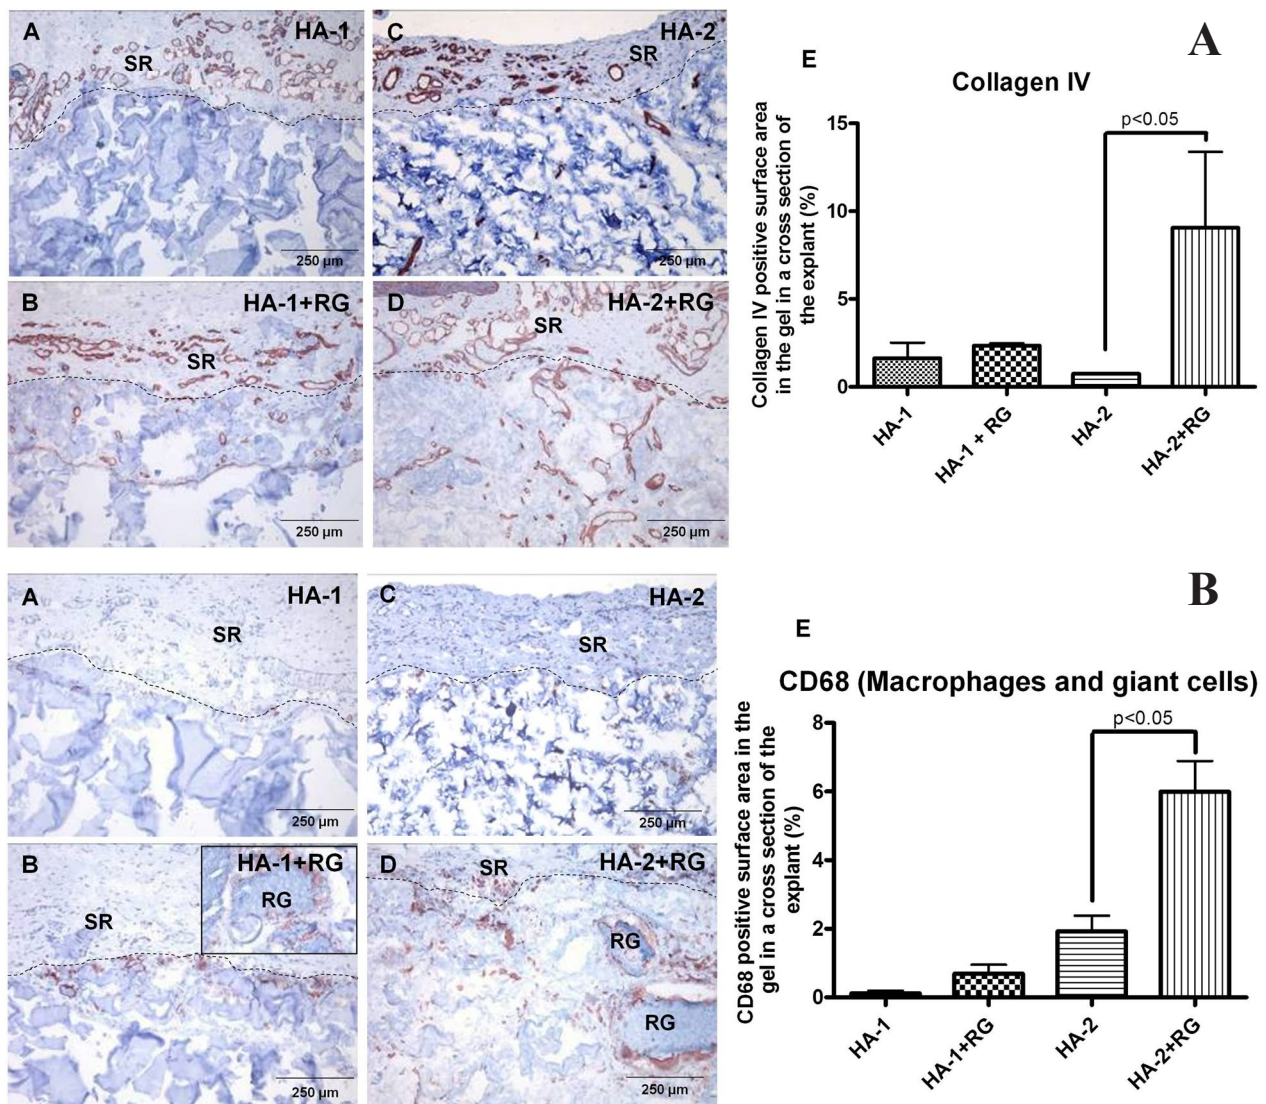 A
HA-1
SR
250 µm
C
HA-2
SR
250 µm
B
HA-1+RG
SR
250 µm
D
HA-2+RG
SR
250 µm
A
E
Collagen IV
Collagen IV positive surface area
in the gel in a cross section of
the explant (%)
p<0.05
15
10
5
0
HA-1
HA-1 + RG
HA-2
HA-2+RG
A
HA-1
SR
250 µm
C
HA-2
SR
250 µm
B
HA-1+RG
RG
SR
250 µm
D
SR
HA-2+RG
RG
RG
250 µm
B
E
CD68 (Macrophages and giant cells)
CD68 positive surface area in the
gel in a cross section of the
explant (%)
p<0.05
8
6
4
2
0
HA-1
HA-1+RG
HA-2
HA-2+RG